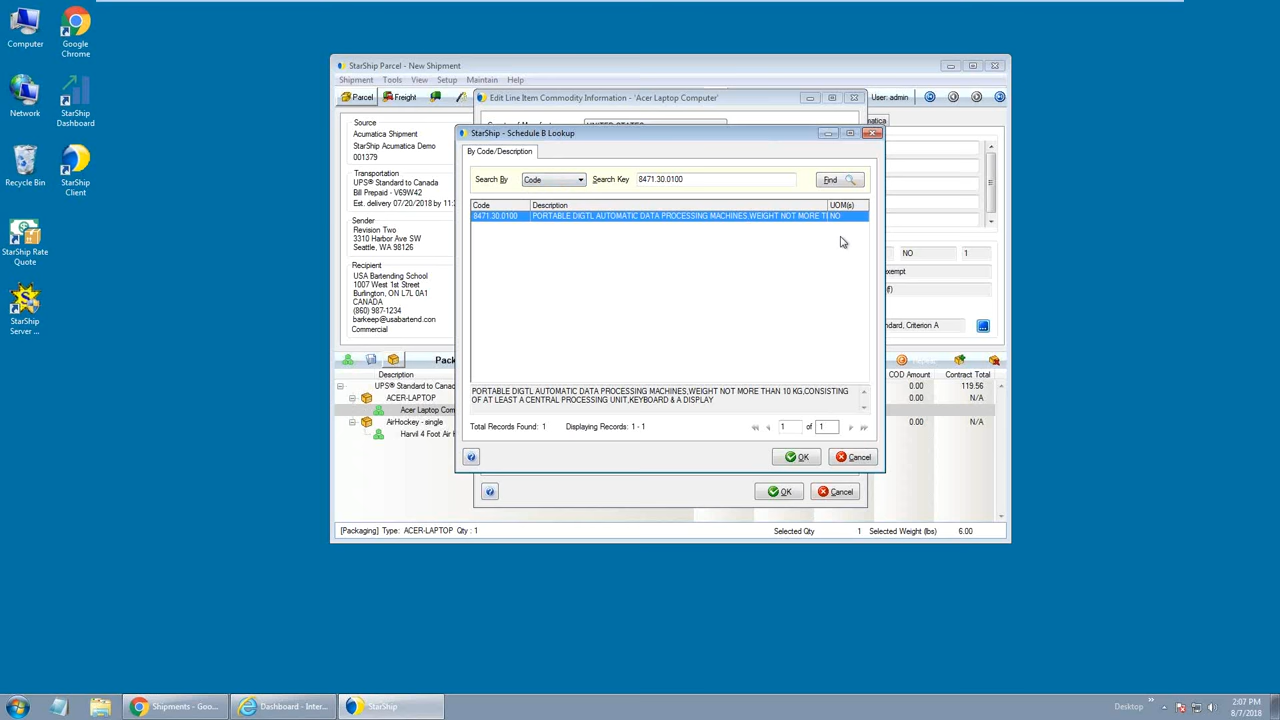 Computer
Google
Chrome
Network
StarShip
Dashboard
Recycle Bin
StarShip
Client
StarShip Rate
Quote
StarShip
Server ...
StarShip Parcel - New Shipment
Shipment Tools View Setup Maintain Help
Parcel Freight
User: admin
Source
Acumatica Shipment
StarShip Acumatica Demo
001379
Transportation
UPS® Standard to Canada
Bill Prepaid - V69W42
Est. delivery 07/20/2018 by 11:
Sender
Revision Two
3310 Harbor Ave SW
Seattle, WA 98126
Recipient
USA Bartending School
1007 West 1st Street
Burlington, ON L7L 0A1
CANADA
(860) 987-1234
barkeep@usabartend.con
Commercial
Edit Line Item Commodity Information - 'Acer Laptop Computer'
UNITED STATES
StarShip - Schedule B Lookup
By Code/Description
Search By Code Search Key 8471.30.0100 Find
Code Description UOM(s)
8471.30.0100 PORTABLE DIGTL AUTOMATIC DATA PROCESSING MACHINES,WEIGHT NOT MORE T NO
PORTABLE DIGTL AUTOMATIC DATA PROCESSING MACHINES,WEIGHT NOT MORE THAN 10 KG,CONSISTING
OF AT LEAST A CENTRAL PROCESSING UNIT,KEYBOARD & A DISPLAY
Total Records Found: 1 Displaying Records: 1 - 1 1 of 1
OK Cancel
OK Cancel
matica
NO 1
exempt
(f)
ndard, Criterion A
Pack
Description COD Amount Contract Total
UPS® Standard to Canada 0.00 119.56
ACER-LAPTOP 0.00 N/A
Acer Laptop Com N/A
AirHockey - single 0.00 N/A
Harvil 4 Foot Air H N/A
[Packaging] Type: ACER-LAPTOP Qty : 1 Selected Qty 1 Selected Weight (lbs) 6.00
Shipments - Goo... Dashboard - Inter... StarShip
Desktop »
2:07 PM
8/7/2018